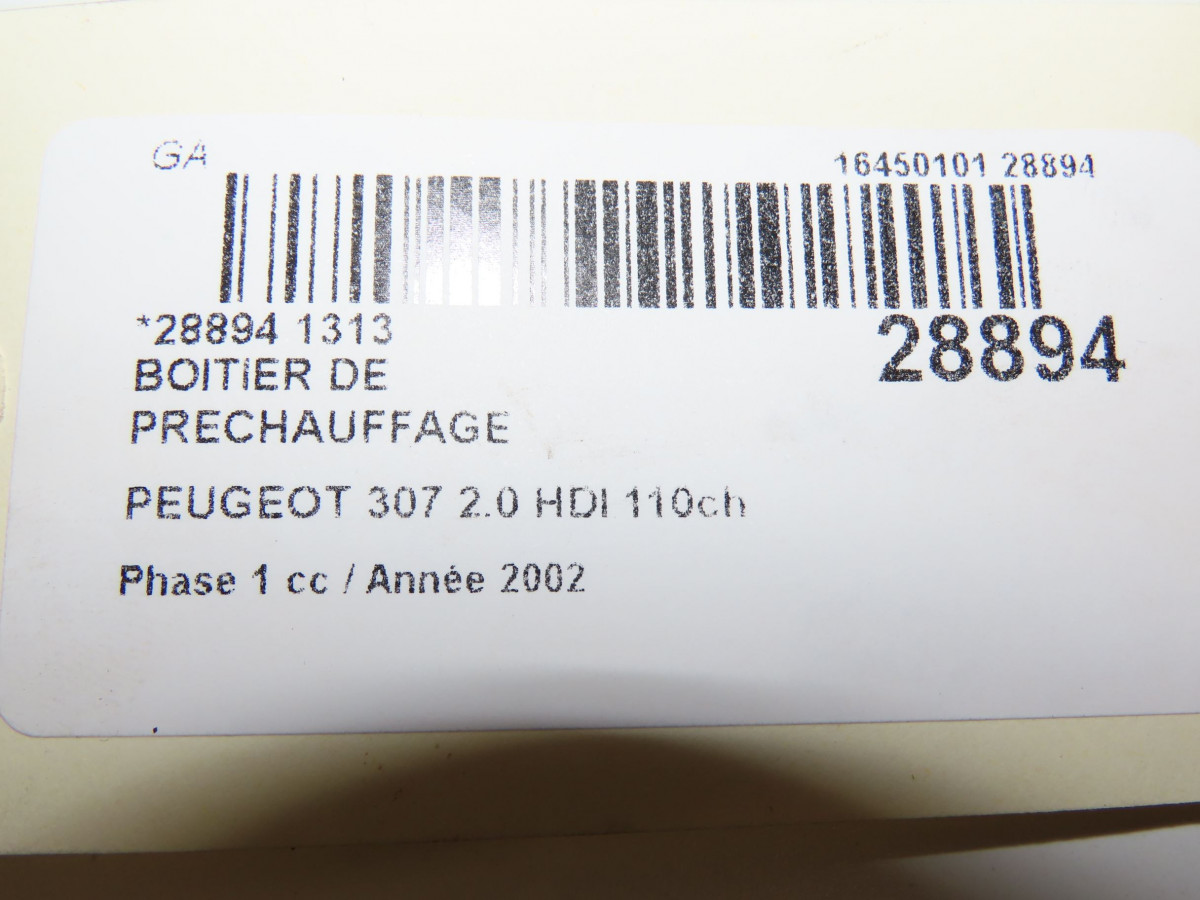 GA
16450101 28894
*28894 1313
28894
BOITIER DE
PRECHAUFFAGE
PEUGEOT 307 2.0 HDI 110ch
Phase 1 cc / Année 2002